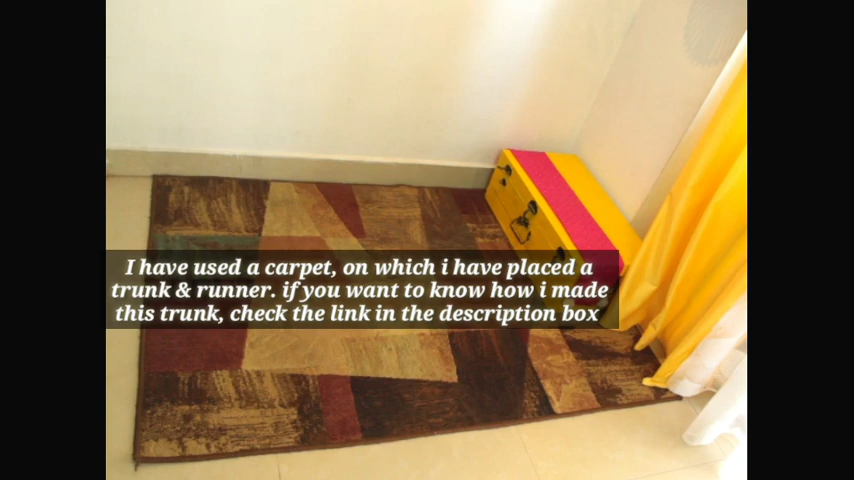 I have used a carpet, on which i have placed a
trunk & runner. if you want to know how i made
this trunk, check the link in the description box